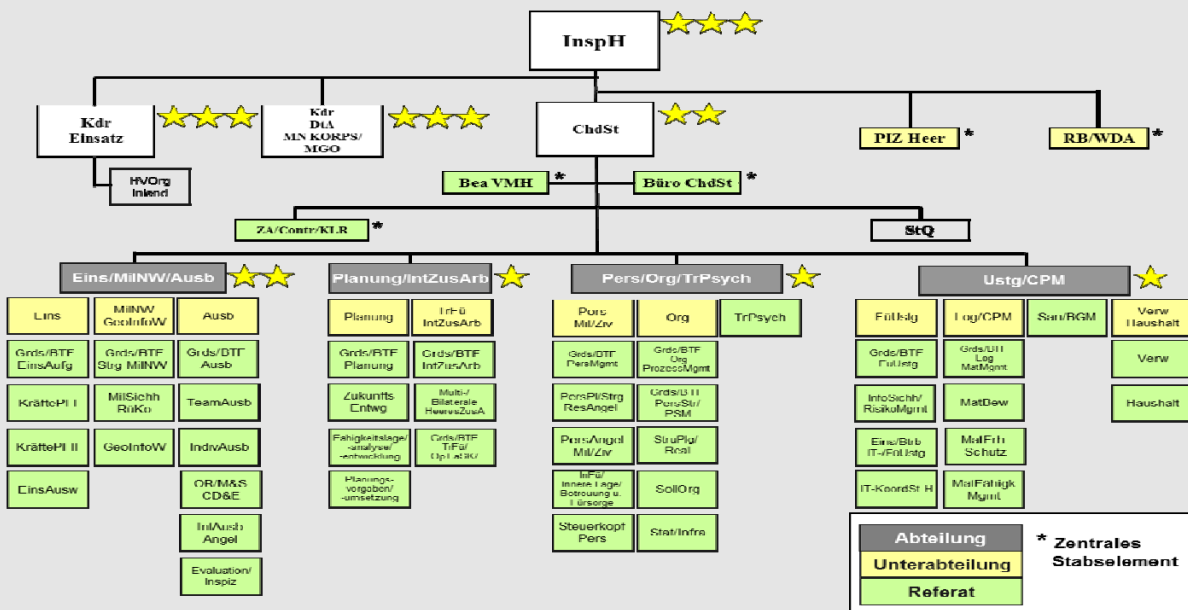 InspH
Kdr
Einsatz
Kdr
DtA
MN KORPS/
MGO
ChdSt
PIZ Heer
*
RB/WDA
*
HVOrg
Inland
Bea VMH
*
Büro ChdSt
*
ZA/Contr/KLR
*
StQ
Eins/MilNW/Ausb
Planung/IntZusArb
Pers/Org/TrPsych
Ustg/CPM
Eins
MilNW
GeoInfoW
Ausb
Planung
TrFü
IntZusArb
Pers
Mil/Ziv
Org
TrPsych
FüUstg
Log/CPM
San/BGM
Verw
Haushalt
Grds/BTF
EinsAufg
Grds/BTF
Strg MilNW
Grds/BTF
Ausb
Grds/BTF
Planung
Grds/BTF
IntZusArb
Grds/BTF
PersMgmt
Grds/BTF
Org
ProzessMgmt
Grds/BTF
FüUstg
Grds/BTF
Log
MatMgmt
Verw
KräftePl I
MilSichh
RüKo
TeamAusb
Zukunfts
Entwg
Multi-/
Bilaterale
HeeresZusA
PersPl/Strg
ResAngel
Grds/BTF
PersStr/
PSM
InfoSichh/
RisikoMgmt
MatBew
Haushalt
KräftePl II
GeoInfoW
IndivAusb
Fähigkeitslage/
-analyse/
-entwicklung
Grds/BTF
TrFü/
PersAngel
Mil/Ziv
StruPlg/
Real
Eins/Btrb
IT-/FüUstg
MatErh
Schutz
EinsAusw
OR/M&S
CD&E
Planungs-
vorgaben/
-umsetzung
InFü/
Innere Lage/
Betreuung u.
Fürsorge
SollOrg
IT-KoordSt H
MatFähigk
Mgmt
IntAusb
Angel
Steuerkopf
Pers
Stat/Infra
Evaluation/
Inspiz
Abteilung
Unterabteilung
Referat
* Zentrales
Stabselement